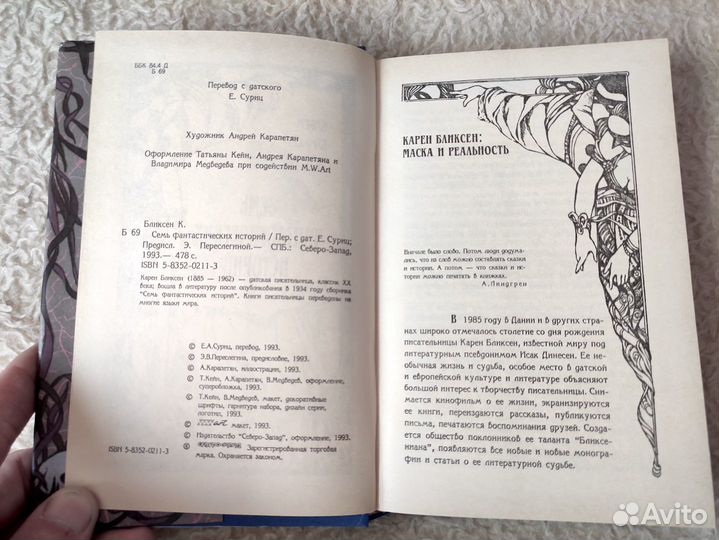 ББК 84.4 Д
Б 69
Перевод с датского
Е. Суриц
Художник Андрей Карапетян
Оформление Татьяны Кейн, Андрея Карапетяна и
Владимира Медведева при содействии M.W.Art
Бликсен К.
Б 69 Семь фантастических историй / Пер. с дат. Е. Суриц;
Предисл. Э. Переслегиной.— СПБ.: Северо-Запад,
1993.— 478 с.
ISBN 5-8352-0211-3
Карен Бликсен (1885 — 1962) — датская писательница, классик XX
века; вошла в литературу после опубликования в 1934 году сборника
"Семь фантастических историй". Книги писательницы переведены на
многие языки мира.
© Е.А.Суриц, перевод, 1993.
© Э.В.Переслегина, предисловие, 1993.
© А.Карапетян, иллюстрации, 1993.
© Т.Кейн, А.Карапетян, В.Медведев, оформление,
суперобложка, 1993.
© Т.Кейн, В.Медведев, макет, декоративные
шрифты, гарнитура набора, дизайн серии,
логотип, 1993.
© макет, 1993.
© Издательство "Северо-Запад", оформление, 1993.
© Зарегистрированная торговая
марка. Охраняется законом.
ISBN 5-8352-0211-3
КАРЕН БЛИКСЕН:
МАСКА И РЕАЛЬНОСТЬ
Вначале было слово. Потом люди додума-
лись, что из слов можно составлять сказки
и истории. А потом — что сказки и ис-
тории можно печатать в книжках.
А.Линдгрен
В 1985 году в Дании и в других стра-
нах широко отмечалось столетие со дня рождения
писательницы Карен Бликсен, известной миру под
литературным псевдонимом Исак Динесен. Ее не-
обычная жизнь и судьба, особое место в датской
и европейской культуре и литературе объясняют
большой интерес к творчеству писательницы. Сни-
мается кинофильм о ее жизни, экранизируются
ее книги, переиздаются рассказы, публикуются
письма, печатаются воспоминания друзей. Созда-
ется общество поклонников ее таланта "Бликсе-
ниана", появляются все новые и новые моногра-
фии и статьи о ее литературной судьбе.
Avito